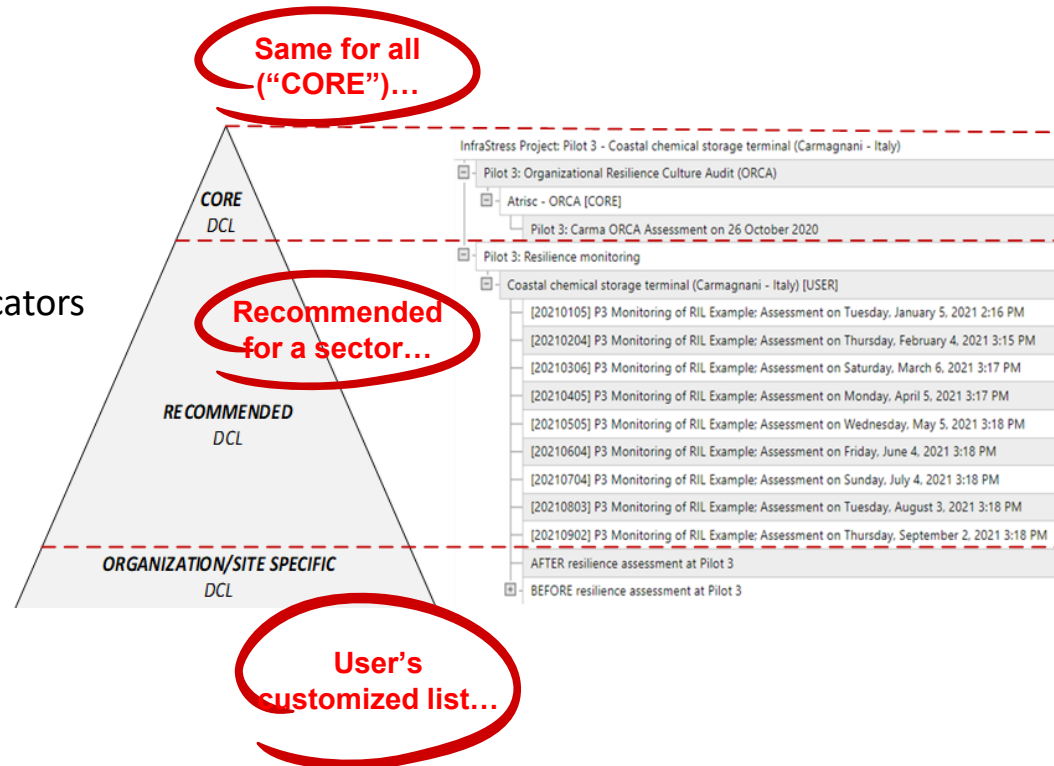 Same for all
(“CORE”)…
InfraStress Project: Pilot 3 - Coastal chemical storage terminal (Carmagnani - Italy)
Pilot 3: Organizational Resilience Culture Audit (ORCA)
CORE
DCL
Atrisc - ORCA [CORE]
Pilot 3: Carma ORCA Assessment on 26 October 2020
Pilot 3: Resilience monitoring
Coastal chemical storage terminal (Carmagnani - Italy) [USER]
Recommended
for a sector…
[20210105] P3 Monitoring of RIL Example: Assessment on Tuesday, January 5, 2021 2:16 PM
[20210204] P3 Monitoring of RIL Example: Assessment on Thursday, February 4, 2021 3:15 PM
[20210306] P3 Monitoring of RIL Example: Assessment on Saturday, March 6, 2021 3:17 PM
[20210405] P3 Monitoring of RIL Example: Assessment on Monday, April 5, 2021 3:17 PM
RECOMMENDED
DCL
[20210505] P3 Monitoring of RIL Example: Assessment on Wednesday, May 5, 2021 3:18 PM
[20210604] P3 Monitoring of RIL Example: Assessment on Friday, June 4, 2021 3:18 PM
[20210704] P3 Monitoring of RIL Example: Assessment on Sunday, July 4, 2021 3:18 PM
[20210803] P3 Monitoring of RIL Example: Assessment on Tuesday, August 3, 2021 3:18 PM
[20210902] P3 Monitoring of RIL Example: Assessment on Thursday, September 2, 2021 3:18 PM
ORGANIZATION/SITE SPECIFIC
DCL
AFTER resilience assessment at Pilot 3
BEFORE resilience assessment at Pilot 3
User’s
customized list…